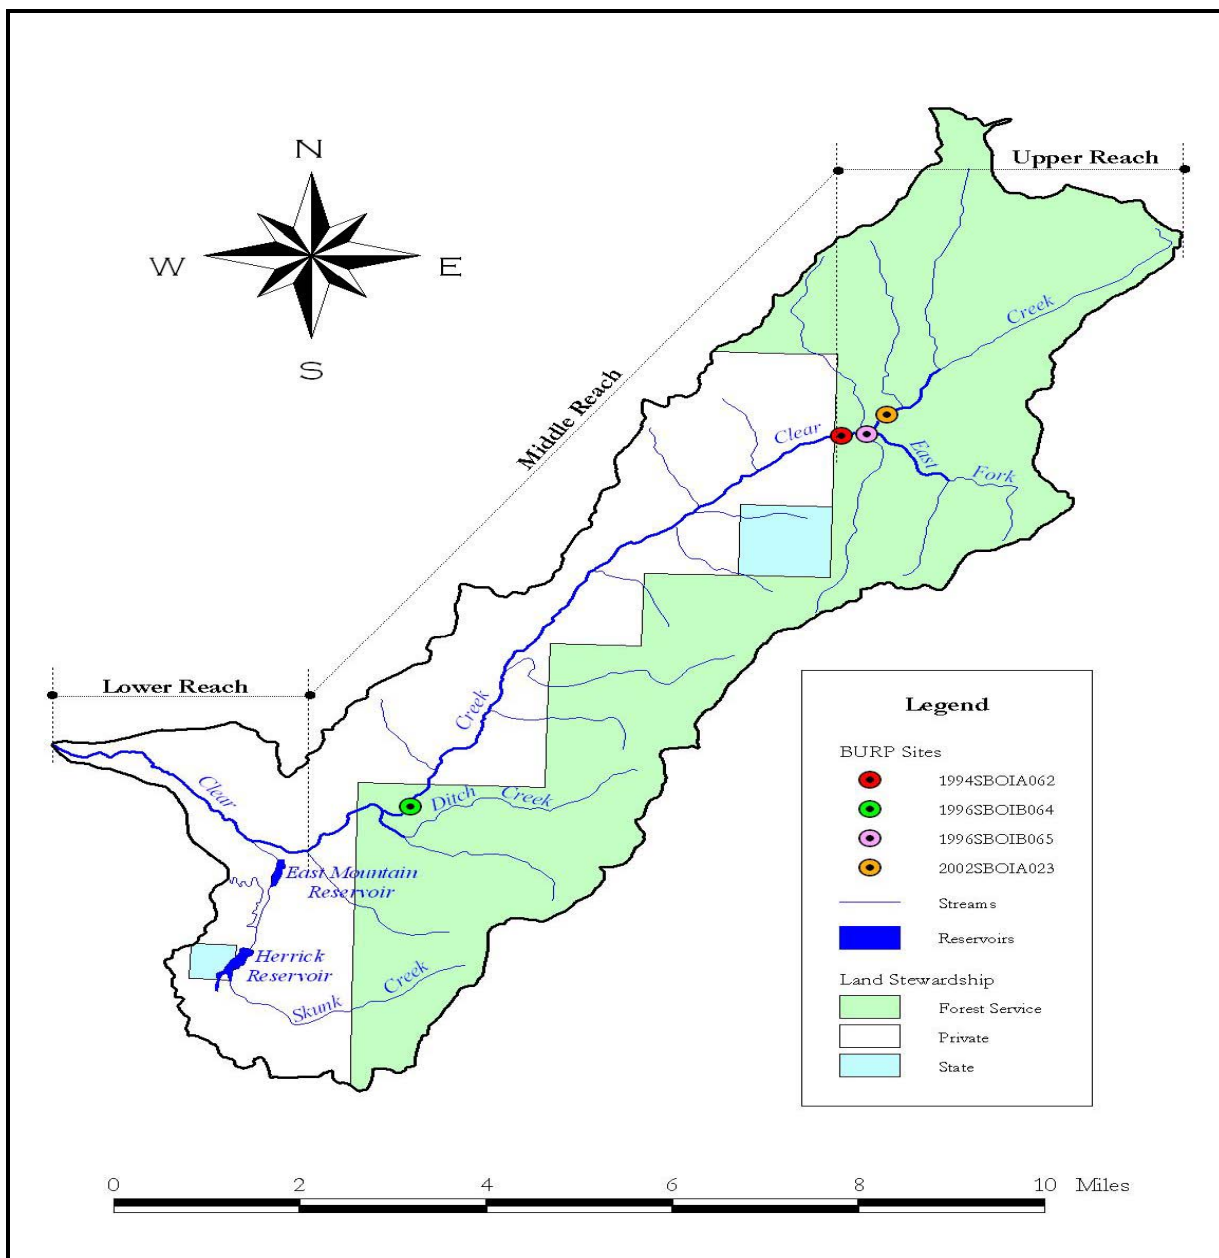 N
W
E
S
Upper Reach
Middle Reach
Lower Reach
Creek
Clear
East
Fork
Creek
Ditch
Creek
Clear
East Mountain
Reservoir
Herrick
Reservoir
Skunk
Creek
Legend
BURP Sites
1994SBOIA062
1996SBOIB064
1996SBOIB065
2002SBOIA023
Streams
Reservoirs
Land Stewardship
Forest Service
Private
State
0 2 4 6 8 10 Miles